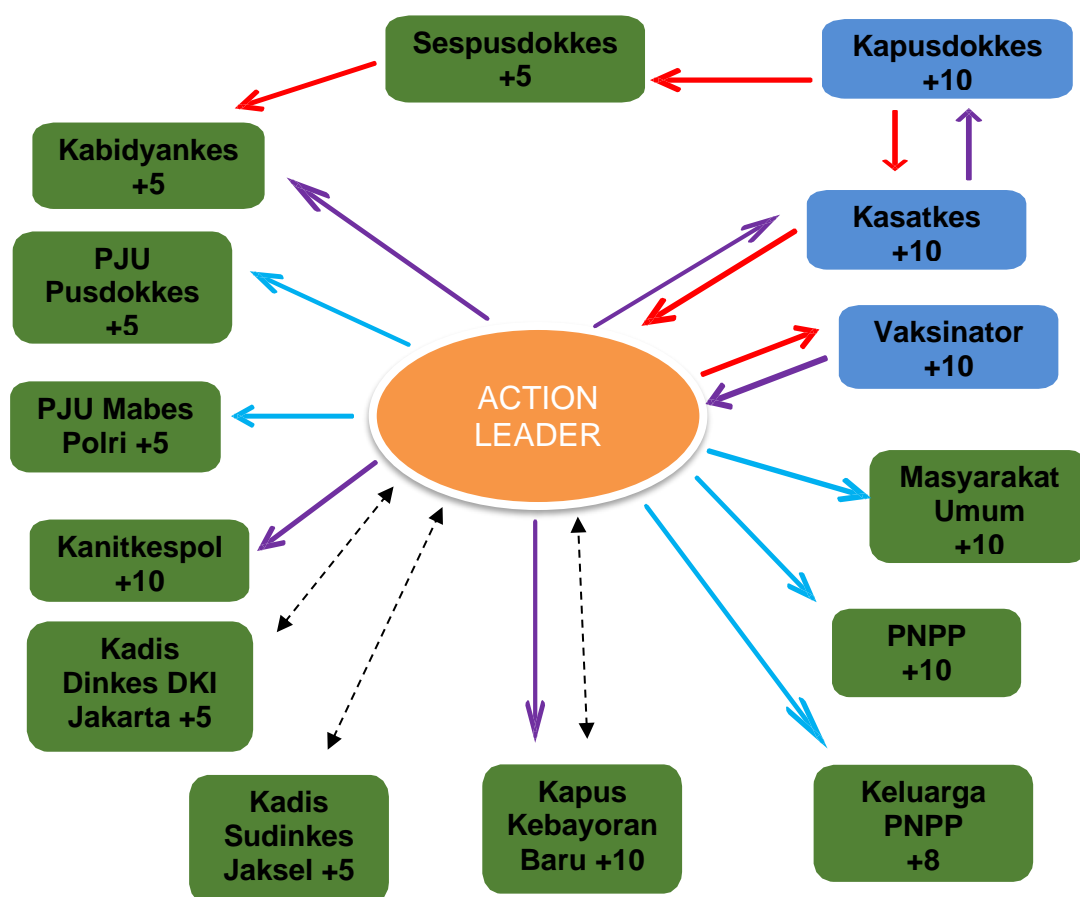 Sespusdokkes
+5
Kapusdokkes
+10
Kabidyankes
+5
Kasatkes
+10
PJU
Pusdokkes
+5
Vaksinator
+10
ACTION
LEADER
PJU Mabes
Polri +5
Masyarakat
Umum
+10
Kanitkespol
+10
PNPP
+10
Kadis
Dinkes DKI
Jakarta +5
Kadis
Sudinkes
Jaksel +5
Kapus
Kebayoran
Baru +10
Keluarga
PNPP
+8